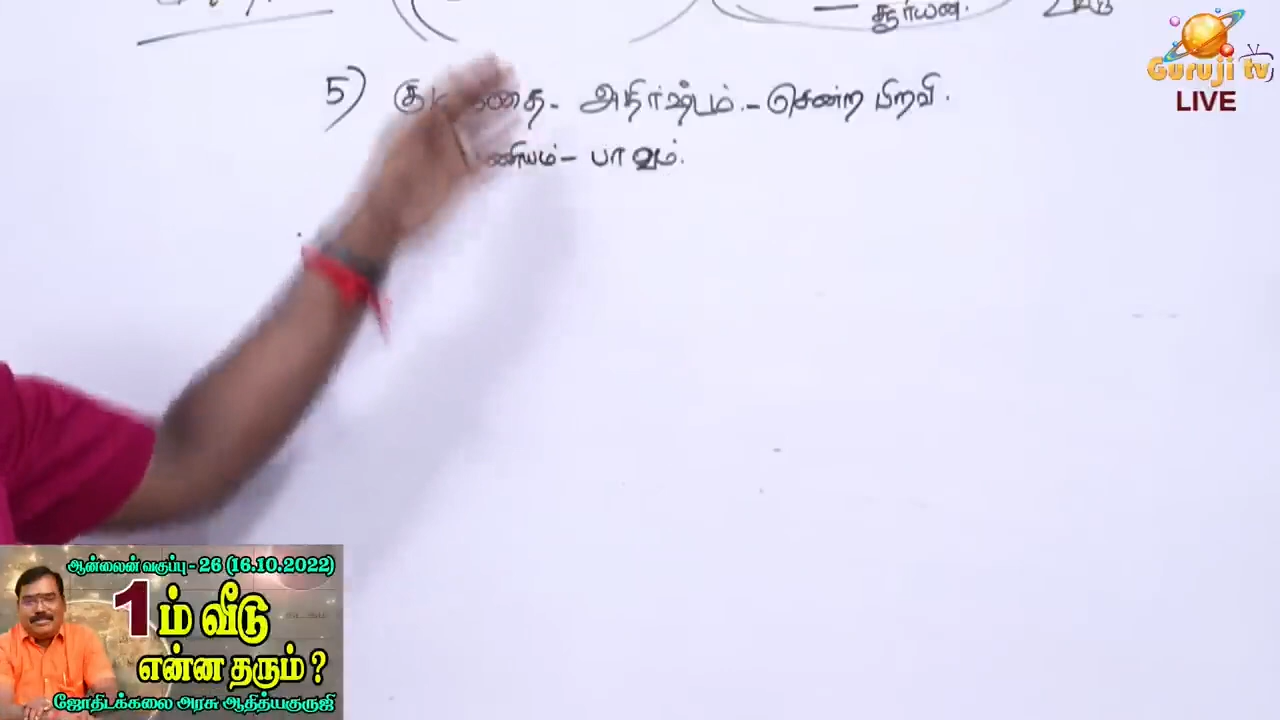 சூரியன்.
Guruji tv
LIVE
5) அதிர்ஷ்டம். - சென்ற பிறவி.
- பாவம்.
ஆன்லைன் வகுப்பு - 26 (16.10.2022)
1ம் வீடு
என்ன தரும் ?
ஜோதிடக்கலை அரசு ஆதித்யகுருஜி